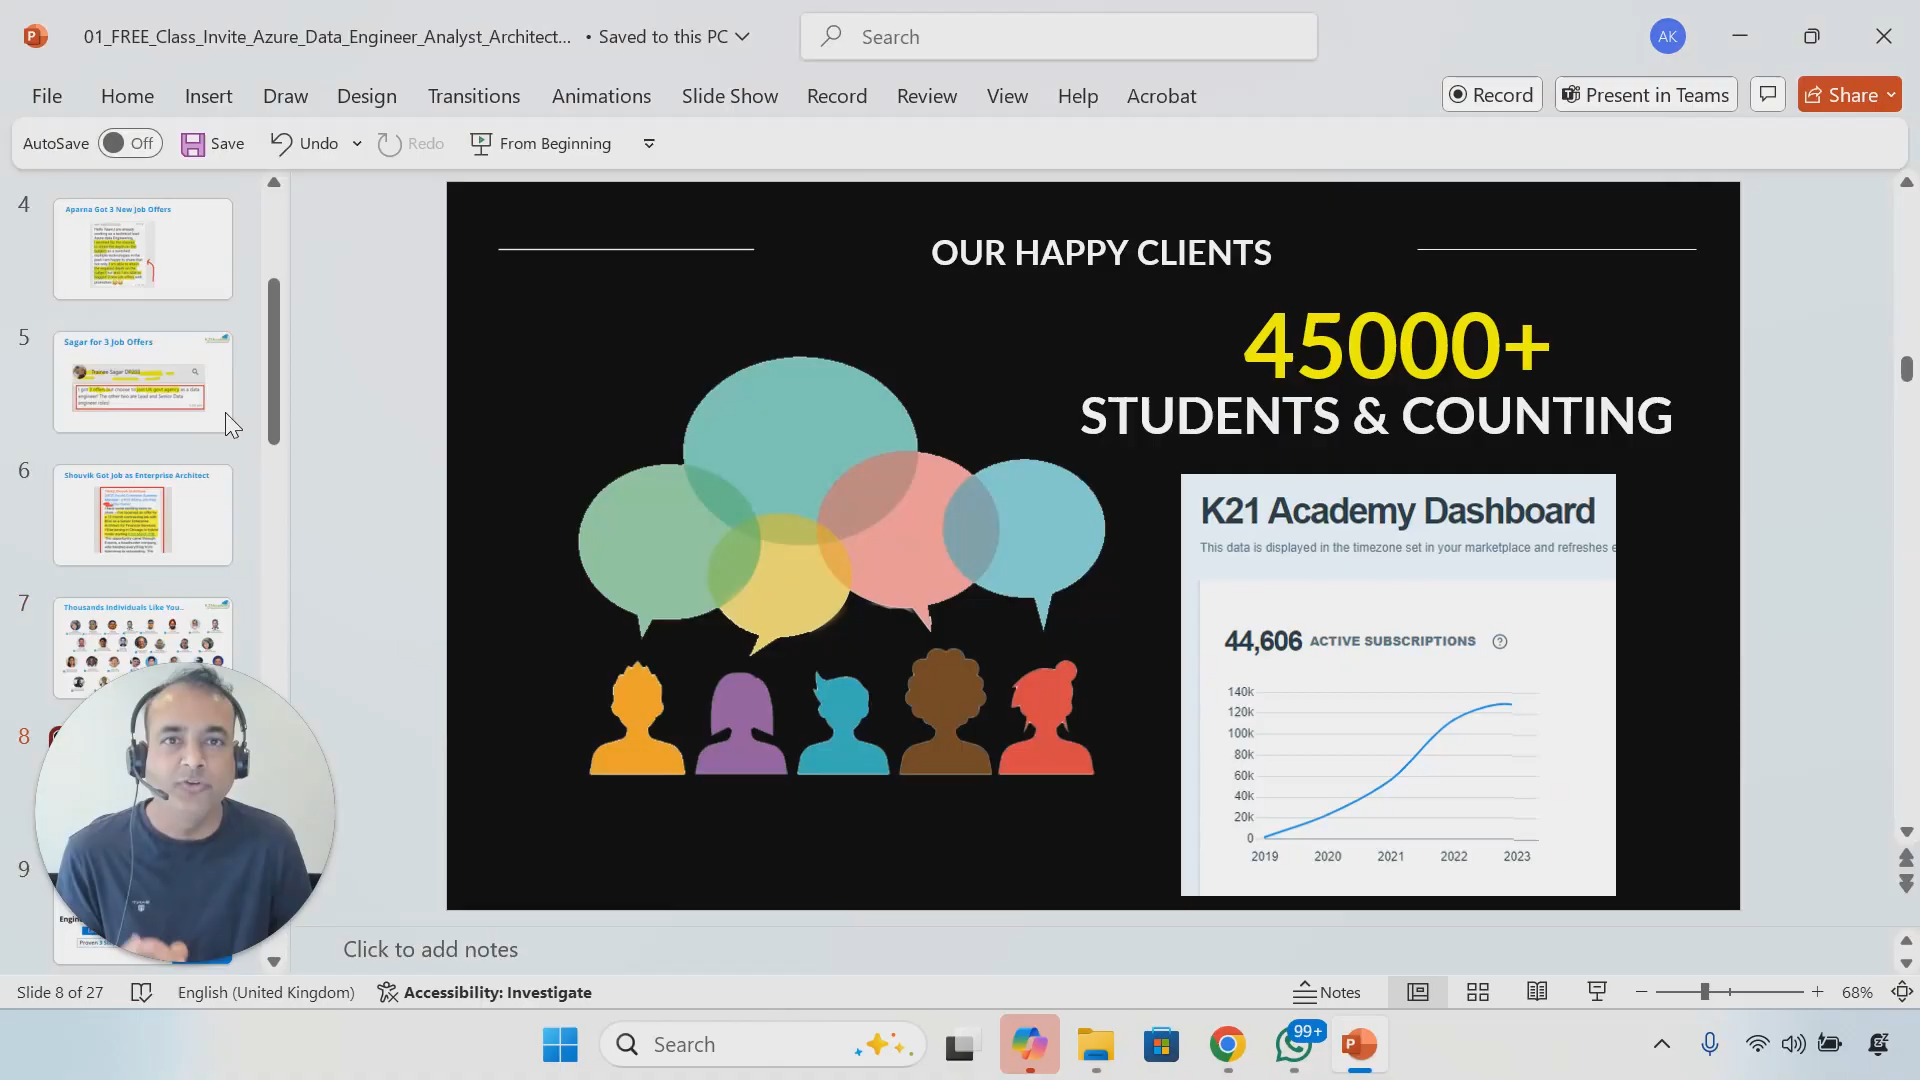 01_FREE_Class_Invite_Azure_Data_Engineer_Analyst_Architect... • Saved to this PC
Search
AK
File Home Insert Draw Design Transitions Animations Slide Show Record Review View Help Acrobat
Record Present in Teams Share
AutoSave Off Save Undo Redo From Beginning
4
Aparna Got 3 New Job Offers
5
Sagar for 3 Job Offers
6
Shouvik Got Job as Enterprise Architect
7
Thousands Individuals Like You..
8
9
OUR HAPPY CLIENTS
45000+
STUDENTS & COUNTING
K21 Academy Dashboard
This data is displayed in the timezone set in your marketplace and refreshes e
44,606 ACTIVE SUBSCRIPTIONS ?
140k
120k
100k
80k
60k
40k
20k
0
2019 2020 2021 2022 2023
Click to add notes
Slide 8 of 27 English (United Kingdom) Accessibility: Investigate Notes 68%
Search
99+